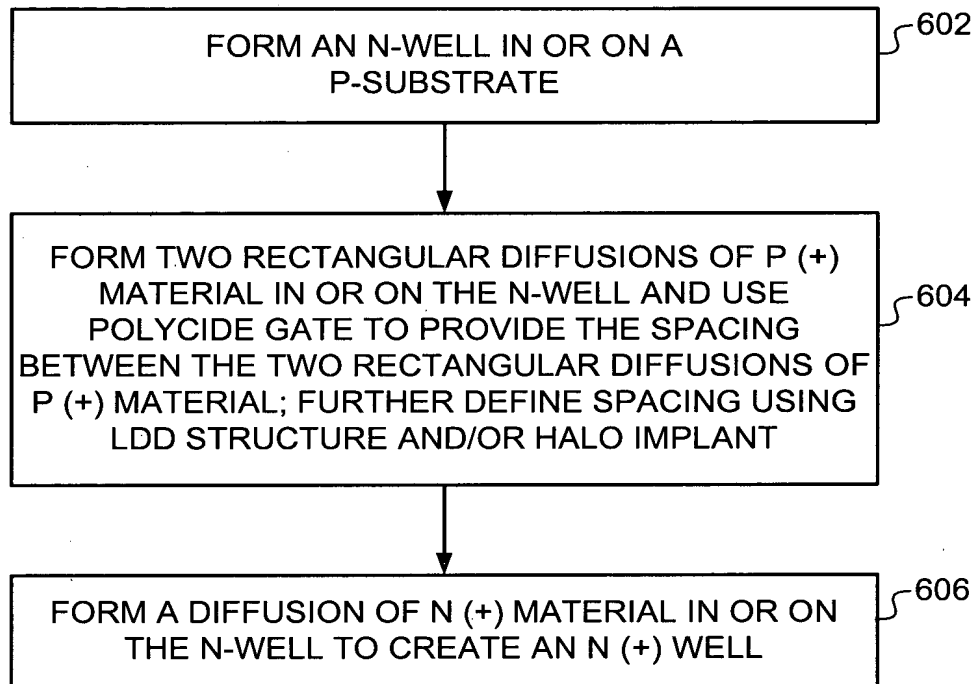 FORM AN N-WELL IN OR ON A
P-SUBSTRATE
602
FORM TWO RECTANGULAR DIFFUSIONS OF P (+)
MATERIAL IN OR ON THE N-WELL AND USE
POLYCIDE GATE TO PROVIDE THE SPACING
BETWEEN THE TWO RECTANGULAR DIFFUSIONS OF
P (+) MATERIAL; FURTHER DEFINE SPACING USING
LDD STRUCTURE AND/OR HALO IMPLANT
604
FORM A DIFFUSION OF N (+) MATERIAL IN OR ON
THE N-WELL TO CREATE AN N (+) WELL
606